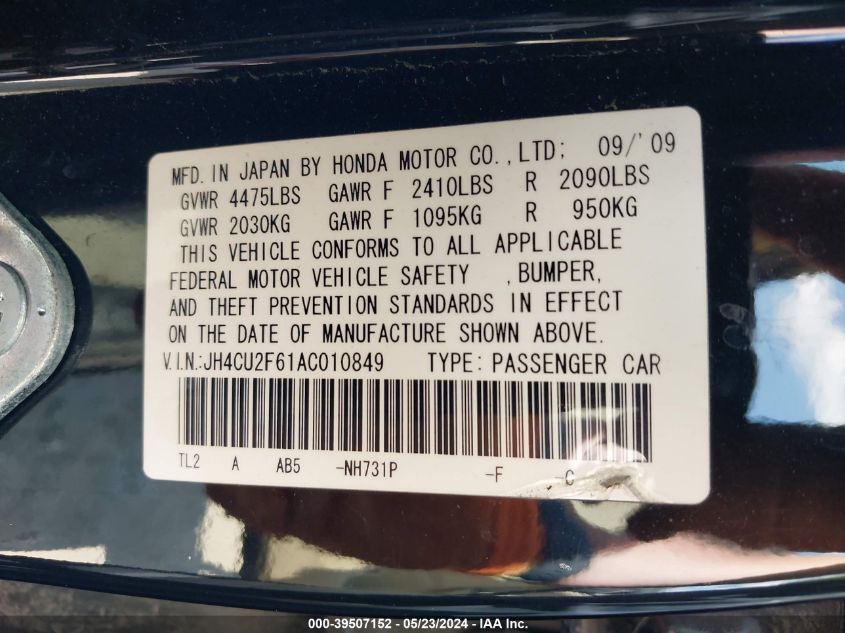 MFD. IN JAPAN BY HONDA MOTOR CO.,LTD; 09/'09
GVWR 4475LBS GAWR F 2410LBS R 2090LBS
GVWR 2030KG GAWR F 1095KG R 950KG
THIS VEHICLE CONFORMS TO ALL APPLICABLE
FEDERAL MOTOR VEHICLE SAFETY ,BUMPER,
AND THEFT PREVENTION STANDARDS IN EFFECT
ON THE DATE OF MANUFACTURE SHOWN ABOVE.
V.I.N.:JH4CU2F61AC010849 TYPE: PASSENGER CAR
TL2 A AB5 -NH731P -F -C
000-39507152 — 05/23/2024 — © IAA Holdings, LLC.